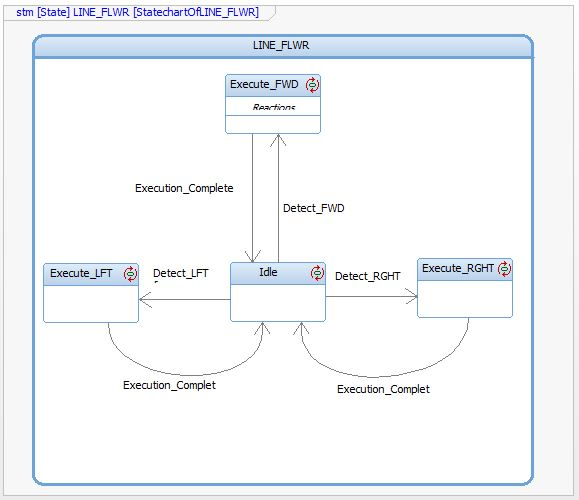 stm [State] LINE_FLWR [StatechartOfLINE_FLWR]
LINE_FLWR
Execute_FWD
Reactions
Execution_Complete
Detect_FWD
Execute_LFT
Detect_LFT
Idle
Detect_RGHT
Execute_RGHT
Execution_Complet
Execution_Complet